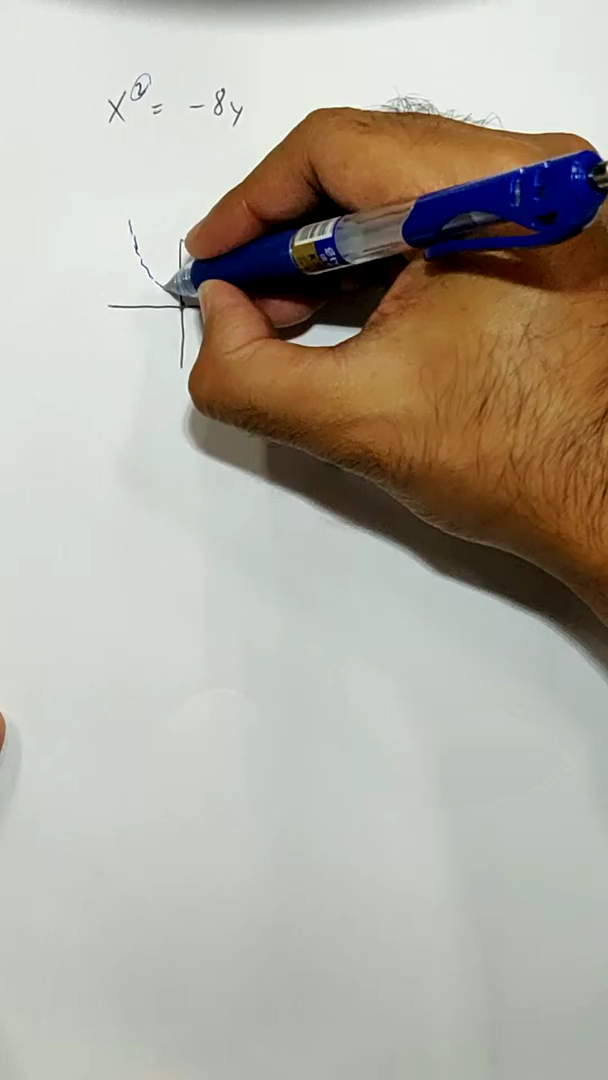 x² = -8y